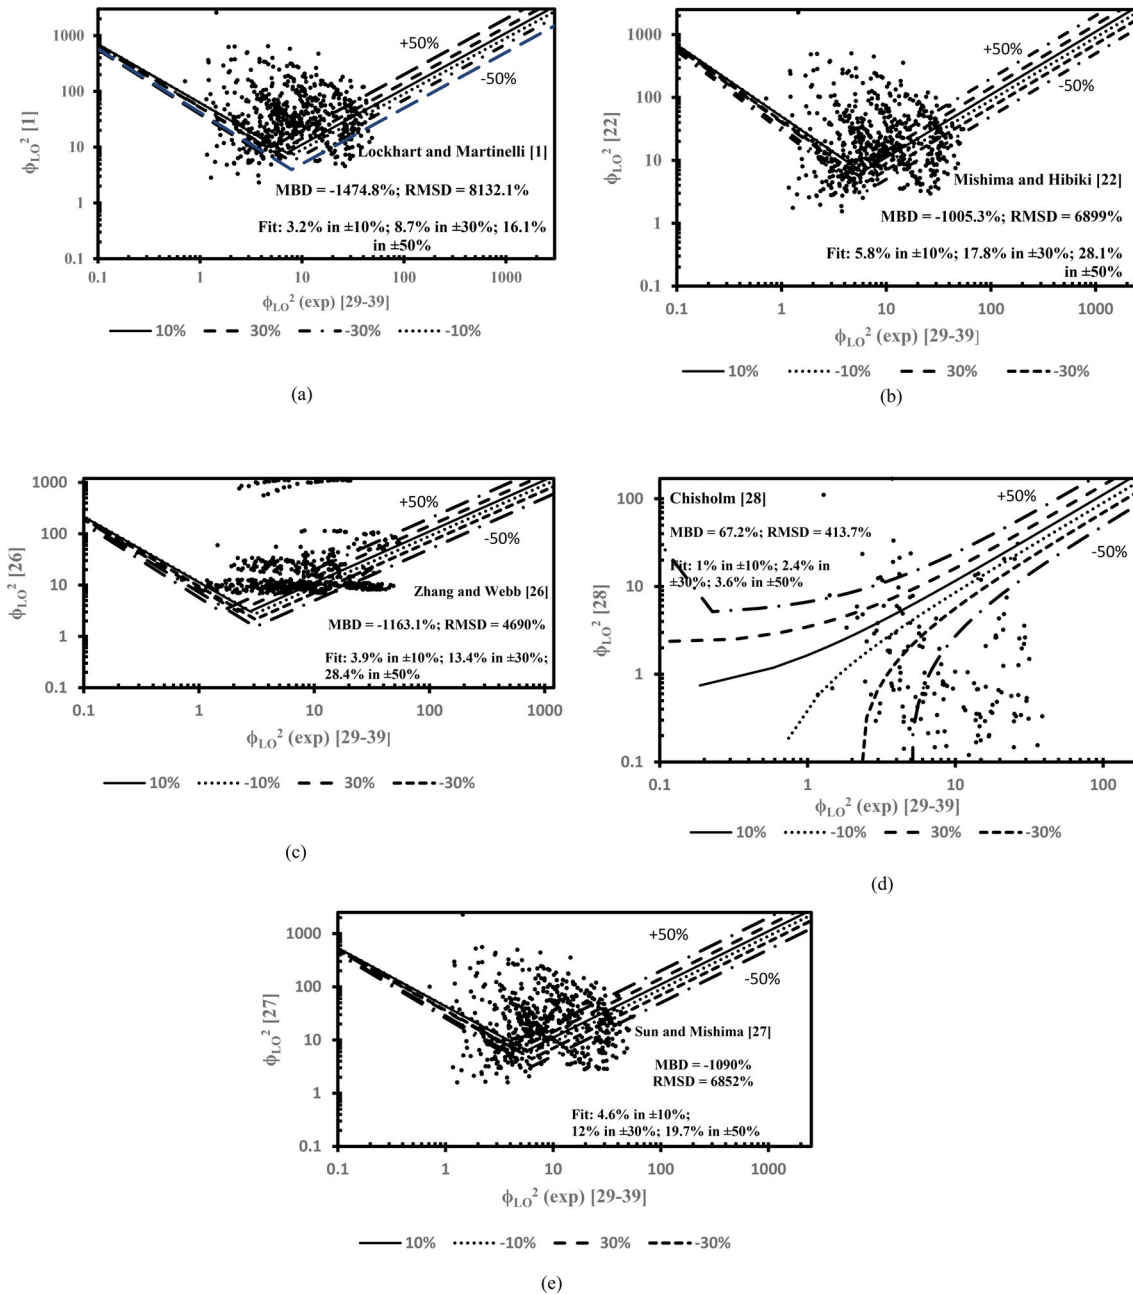 1000
100
10
1
0.1
ϕLO² [1]
+50%
-50%
Lockhart and Martinelli [1]
MBD = -1474.8%; RMSD = 8132.1%
Fit: 3.2% in ±10%; 8.7% in ±30%; 16.1%
in ±50%
0.1 1 10 100 1000
ϕLO² (exp) [29-39]
10% 30% -30% -10%
(a)
1000
100
10
1
0.1
ϕLO² [22]
+50%
-50%
Mishima and Hibiki [22]
MBD = -1005.3%; RMSD = 6899%
Fit: 5.8% in ±10%; 17.8% in ±30%; 28.1%
in ±50%
0.1 1 10 100 1000
ϕLO² (exp) [29-39]
10% -10% 30% -30%
(b)
1000
100
10
1
0.1
ϕLO² [26]
+50%
-50%
Zhang and Webb [26]
MBD = -1163.1%; RMSD = 4690%
Fit: 3.9% in ±10%; 13.4% in ±30%;
28.4% in ±50%
0.1 1 10 100 1000
ϕLO² (exp) [29-39]
10% -10% 30% -30%
(c)
100
10
1
0.1
ϕLO² [28]
Chisholm [28]
+50%
MBD = 67.2%; RMSD = 413.7%
-50%
Fit: 1% in ±10%; 2.4% in
±30%; 3.6% in ±50%
0.1 1 10 100
ϕLO² (exp) [29-39]
10% -10% 30% -30%
(d)
1000
100
10
1
0.1
ϕLO² [27]
+50%
-50%
Sun and Mishima [27]
MBD = -1090%
RMSD = 6852%
Fit: 4.6% in ±10%;
12% in ±30%; 19.7% in ±50%
0.1 1 10 100 1000
ϕLO² (exp) [29-39]
10% -10% 30% -30%
(e)